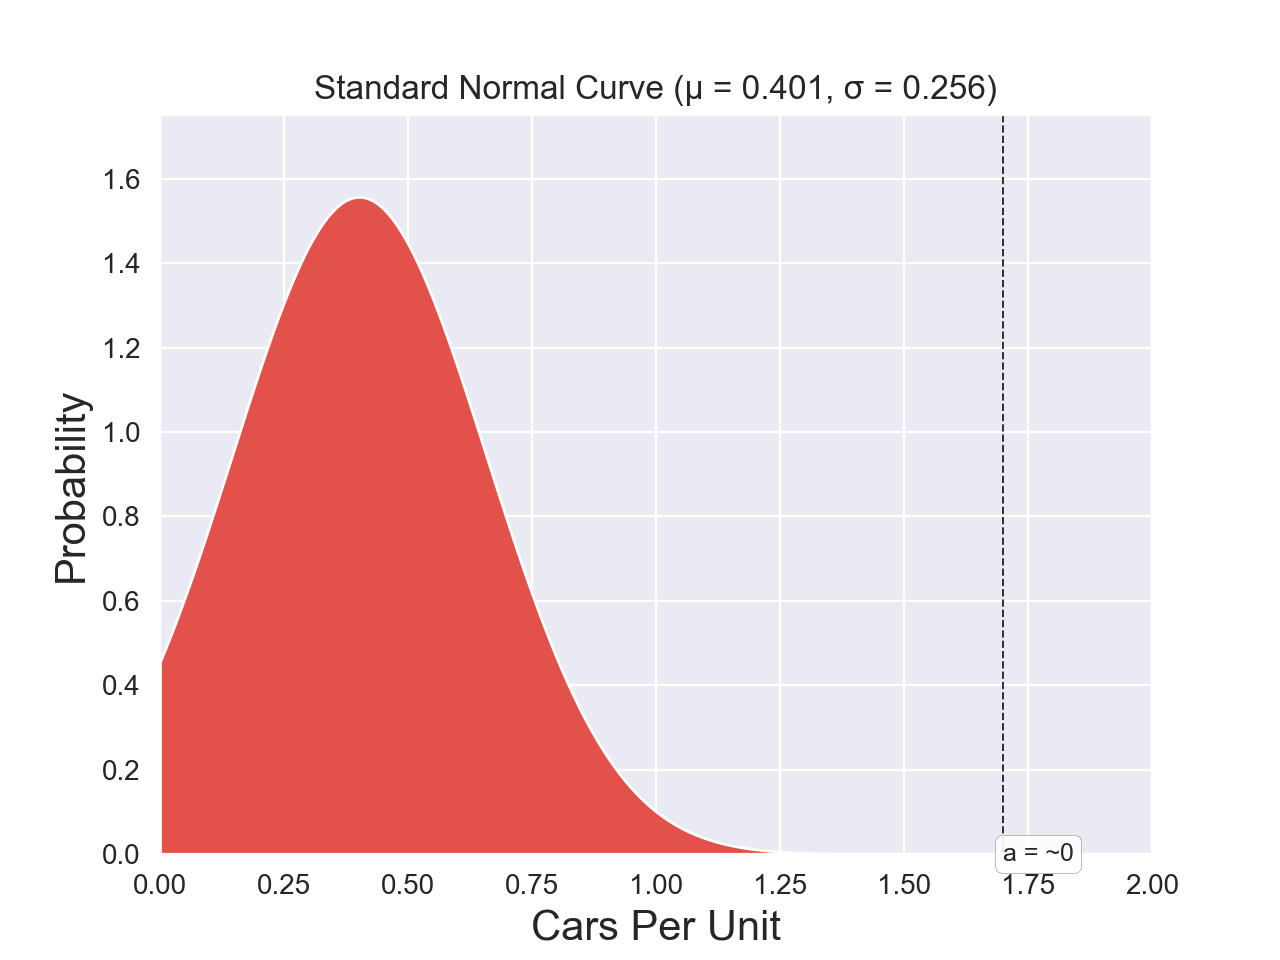 Standard Normal Curve (μ = 0.401, σ = 0.256)
Probability
1.6
1.4
1.2
1.0
0.8
0.6
0.4
0.2
0.0
a = ~0
0.00 0.25 0.50 0.75 1.00 1.25 1.50 1.75 2.00
Cars Per Unit